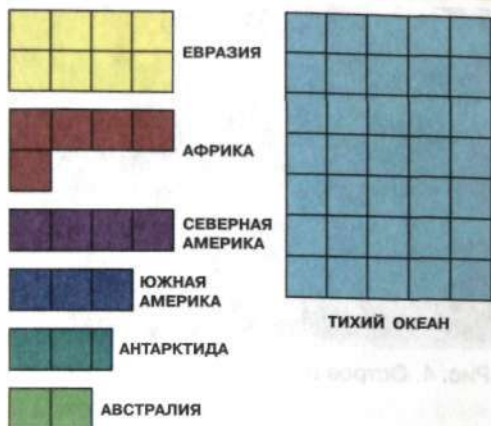 ЕВРАЗИЯ
АФРИКА
СЕВЕРНАЯ
АМЕРИКА
ЮЖНАЯ
АМЕРИКА
АНТАРКТИДА
АВСТРАЛИЯ
ТИХИЙ ОКЕАН